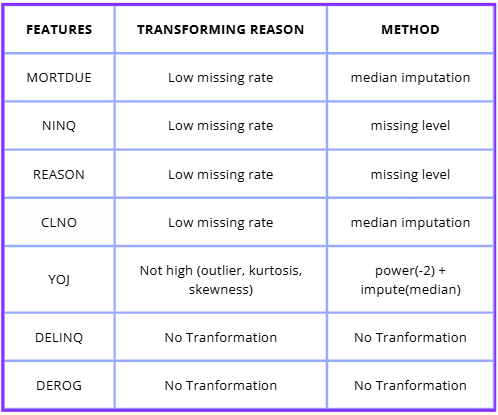 FEATURES TRANSFORMING REASON METHOD
MORTDUE Low missing rate median imputation
NINQ Low missing rate missing level
REASON Low missing rate missing level
CLNO Low missing rate median imputation
YOJ Not high (outlier, kurtosis, skewness) power(-2) + impute(median)
DELINQ No Tranformation No Tranformation
DEROG No Tranformation No Tranformation